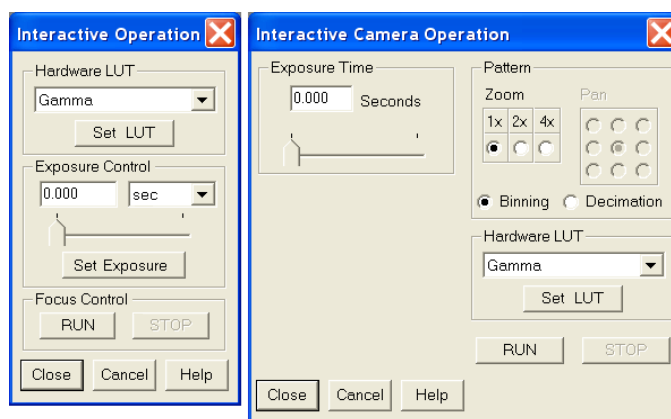 Interactive Operation
Hardware LUT
Gamma
Set LUT
Exposure Control
0.000 sec
Set Exposure
Focus Control
RUN STOP
Close Cancel Help
Interactive Camera Operation
Exposure Time
0.000 Seconds
Pattern
Zoom Pan
1x 2x 4x
Binning Decimation
Hardware LUT
Gamma
Set LUT
RUN STOP
Close Cancel Help